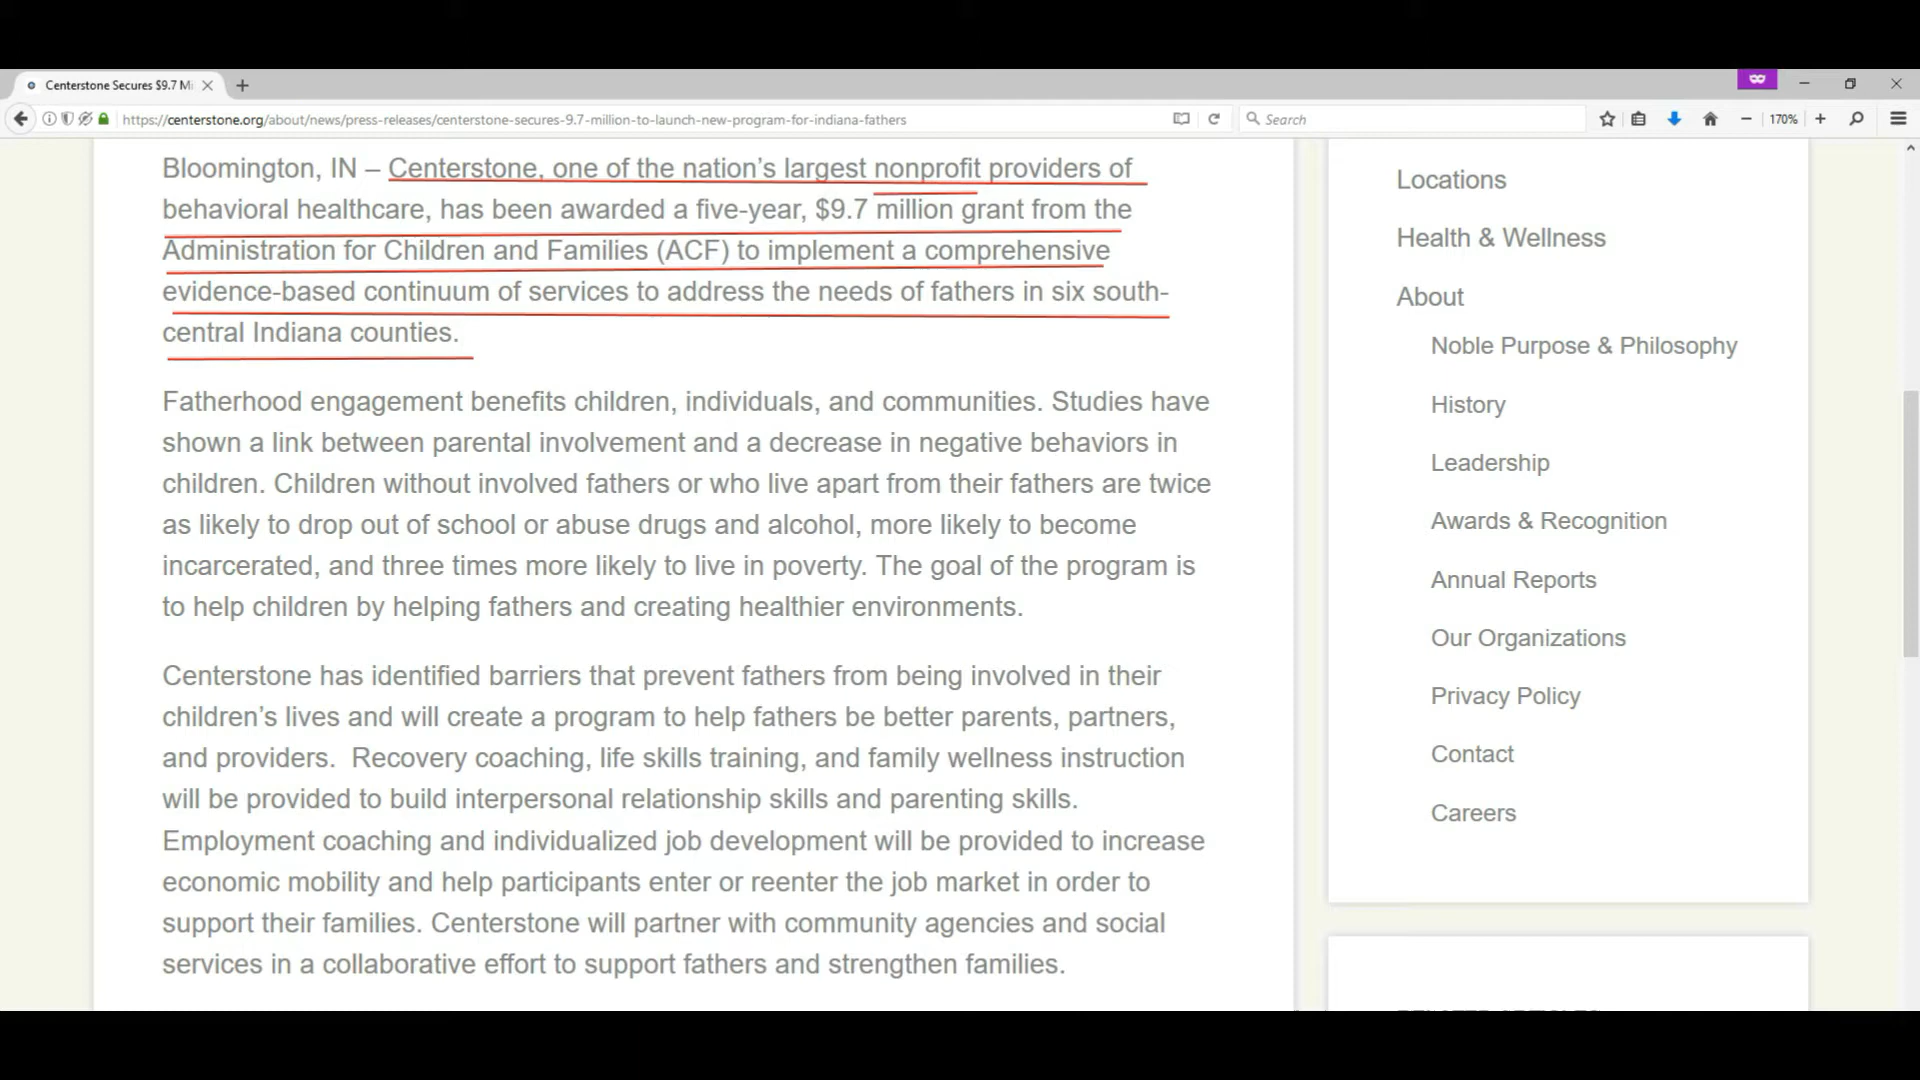 Centerstone Secures $9.7 Mi
https://centerstone.org/about/news/press-releases/centerstone-secures-9.7-million-to-launch-new-program-for-indiana-fathers
Search
170%
Bloomington, IN – Centerstone, one of the nation’s largest nonprofit providers of
behavioral healthcare, has been awarded a five-year, $9.7 million grant from the
Administration for Children and Families (ACF) to implement a comprehensive
evidence-based continuum of services to address the needs of fathers in six south-
central Indiana counties.
Fatherhood engagement benefits children, individuals, and communities. Studies have
shown a link between parental involvement and a decrease in negative behaviors in
children. Children without involved fathers or who live apart from their fathers are twice
as likely to drop out of school or abuse drugs and alcohol, more likely to become
incarcerated, and three times more likely to live in poverty. The goal of the program is
to help children by helping fathers and creating healthier environments.
Centerstone has identified barriers that prevent fathers from being involved in their
children’s lives and will create a program to help fathers be better parents, partners,
and providers.  Recovery coaching, life skills training, and family wellness instruction
will be provided to build interpersonal relationship skills and parenting skills.
Employment coaching and individualized job development will be provided to increase
economic mobility and help participants enter or reenter the job market in order to
support their families. Centerstone will partner with community agencies and social
services in a collaborative effort to support fathers and strengthen families.
Locations
Health & Wellness
About
Noble Purpose & Philosophy
History
Leadership
Awards & Recognition
Annual Reports
Our Organizations
Privacy Policy
Contact
Careers